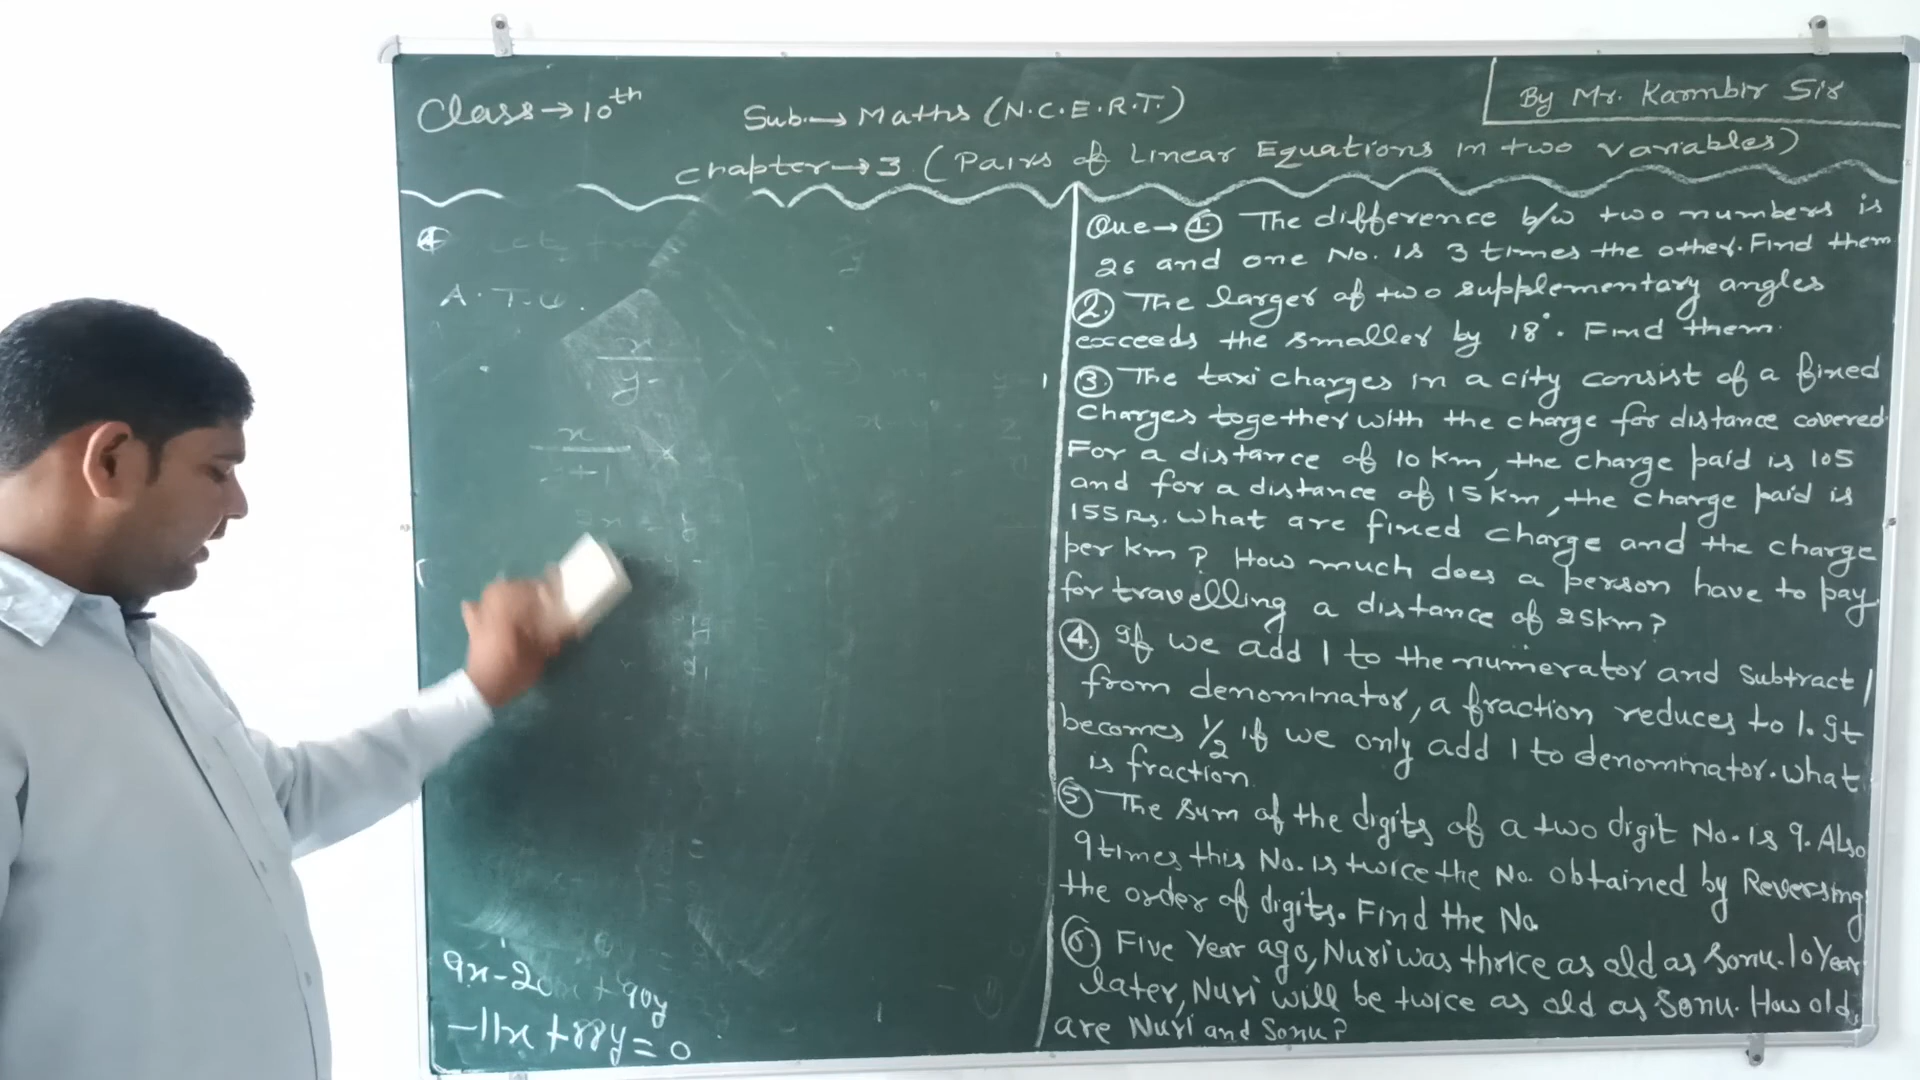 Class→10th
Sub.→ Maths (N.C.E.R.T.)
By Mr. Karmbir Sir
Chapter→3 (Pairs of Linear Equations in two variables)
④
A.T.Q.
x
y-
x
+1
9x-20x+90y
-11x+88y=0
Que→①. The difference b/w two numbers is
26 and one No. is 3 times the other. Find them
②. The larger of two supplementary angles
exceeds the smaller by 18°. Find them.
③. The taxi charges in a city consist of a fixed
charges together with the charge for distance covered.
For a distance of 10 Km, the charge paid is 105
and for a distance of 15 Km, the charge paid is
155 Rs. What are fixed charge and the charge
per Km? How much does a person have to pay
for travelling a distance of 25Km?
④. If we add 1 to the numerator and subtract 1
from denominator, a fraction reduces to 1. It
becomes 1/2 if we only add 1 to denominator. what
is fraction.
⑤ The sum of the digits of a two digit No. is 9. Also
9 times this No. is twice the No. obtained by Reversing
the order of digits. Find the No.
⑥. Five Year ago, Nuri was thrice as old as Sonu. 10 Year
later, Nuri will be twice as old as Sonu. How old
are Nuri and Sonu?